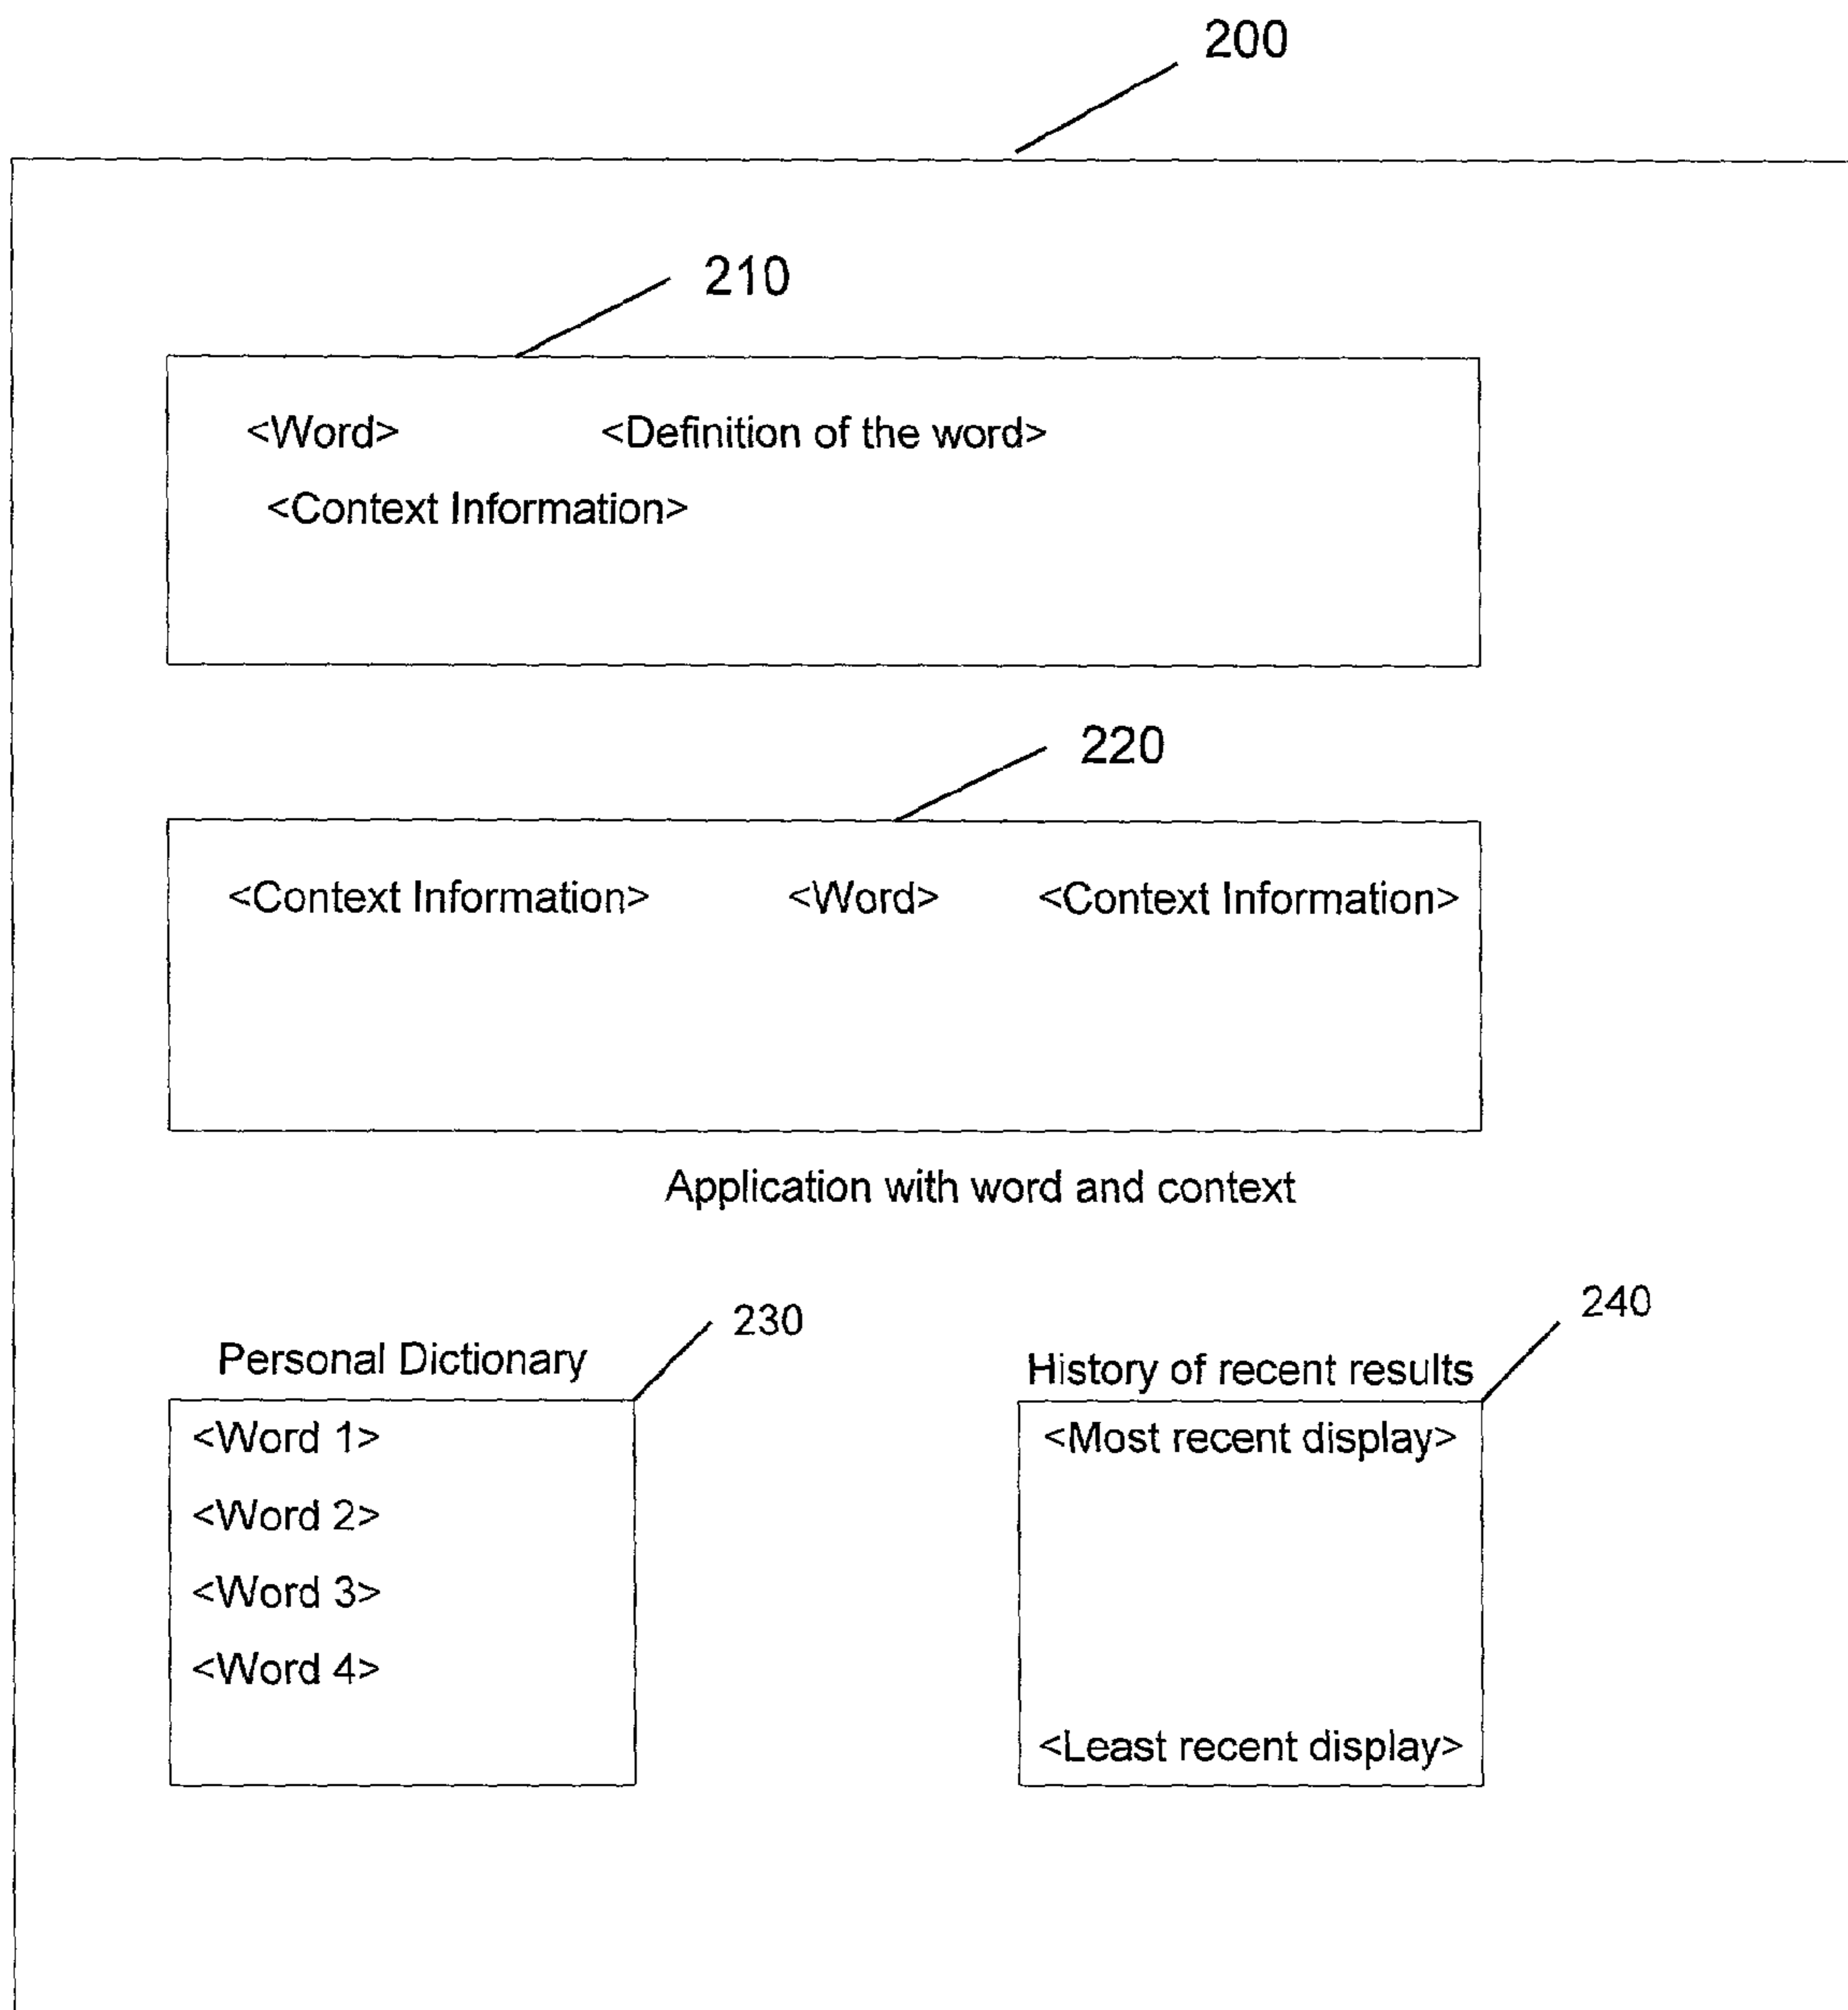 200
210
<Word> <Definition of the word>
<Context Information>
220
<Context Information> <Word> <Context Information>
Application with word and context
230
Personal Dictionary
<Word 1>
<Word 2>
<Word 3>
<Word 4>
240
History of recent results
<Most recent display>
<Least recent display>